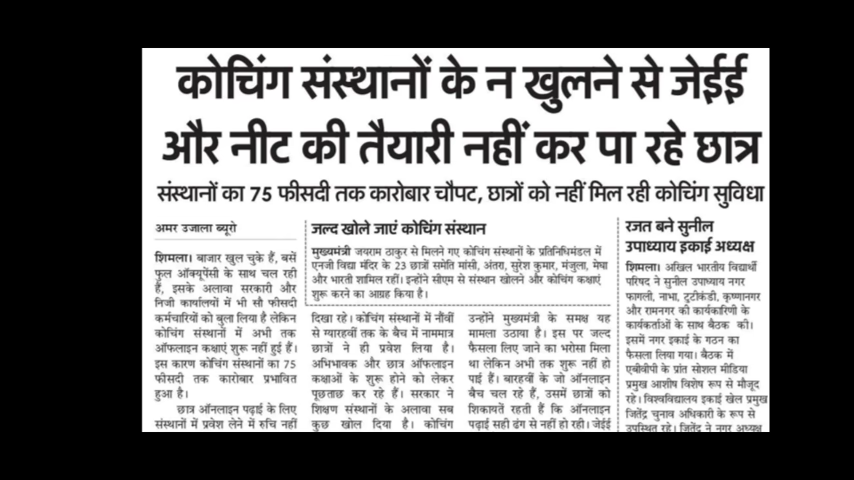 कोचिंग संस्थानों के न खुलने से जेईई
और नीट की तैयारी नहीं कर पा रहे छात्र
संस्थानों का 75 फीसदी तक कारोबार चौपट, छात्रों को नहीं मिल रही कोचिंग सुविधा
अमर उजाला ब्यूरो
शिमला। बाजार खुल चुके हैं, बसें
फुल ऑक्यूपेंसी के साथ चल रही
हैं, इसके अलावा सरकारी और
निजी कार्यालयों में भी सौ फीसदी
कर्मचारियों को बुला लिया है लेकिन
कोचिंग संस्थानों में अभी तक
ऑफलाइन कक्षाएं शुरू नहीं हुई हैं।
इस कारण कोचिंग संस्थानों का 75
फीसदी तक कारोबार प्रभावित
हुआ है।
छात्र ऑनलाइन पढ़ाई के लिए
संस्थानों में प्रवेश लेने में रुचि नहीं
जल्द खोले जाएं कोचिंग संस्थान
मुख्यमंत्री जयराम ठाकुर से मिलने गए कोचिंग संस्थानों के प्रतिनिधिमंडल में
एनजी विद्या मंदिर के 23 छात्रों समेति मांसी, अंतरा, सुरेश कुमार, मंजुला, मेघा
और भारती शामिल रहीं। इन्होंने सीएम से संस्थान खोलने और कोचिंग कक्षाएं
शुरू करने का आग्रह किया है।
दिखा रहे। कोचिंग संस्थानों में नौंवीं
से ग्यारहवीं तक के बैच में नाममात्र
छात्रों ने ही प्रवेश लिया है।
अभिभावक और छात्र ऑफलाइन
कक्षाओं के शुरू होने को लेकर
पूछताछ कर रहे हैं। सरकार ने
शिक्षण संस्थानों के अलावा सब
कुछ खोल दिया है। कोचिंग
उन्होंने मुख्यमंत्री के समक्ष यह
मामला उठाया है। इस पर जल्द
फैसला लिए जाने का भरोसा मिला
था लेकिन अभी तक शुरू नहीं हो
पाई हैं। बारहवीं के जो ऑनलाइन
बैच चल रहे हैं, उसमें छात्रों को
शिकायतें रहती हैं कि ऑनलाइन
पढ़ाई सही ढंग से नहीं हो रही। जेईई
रजत बने सुनील
उपाध्याय इकाई अध्यक्ष
शिमला। अखिल भारतीय विद्यार्थी
परिषद ने सुनील उपाध्याय नगर
फागली, नाभा, टुटीकंडी, कृष्णानगर
और रामनगर की कार्यकारिणी के
कार्यकर्ताओं के साथ बैठक की।
इसमें नगर इकाई के गठन का
फैसला लिया गया। बैठक में
एबीवीपी के प्रांत सोशल मीडिया
प्रमुख आशीष विशेष रूप से मौजूद
रहे। विश्वविद्यालय इकाई खेल प्रमुख
जितेंद्र चुनाव अधिकारी के रूप से
उपस्थित रहे। जितेंद्र ने नगर अध्यक्ष